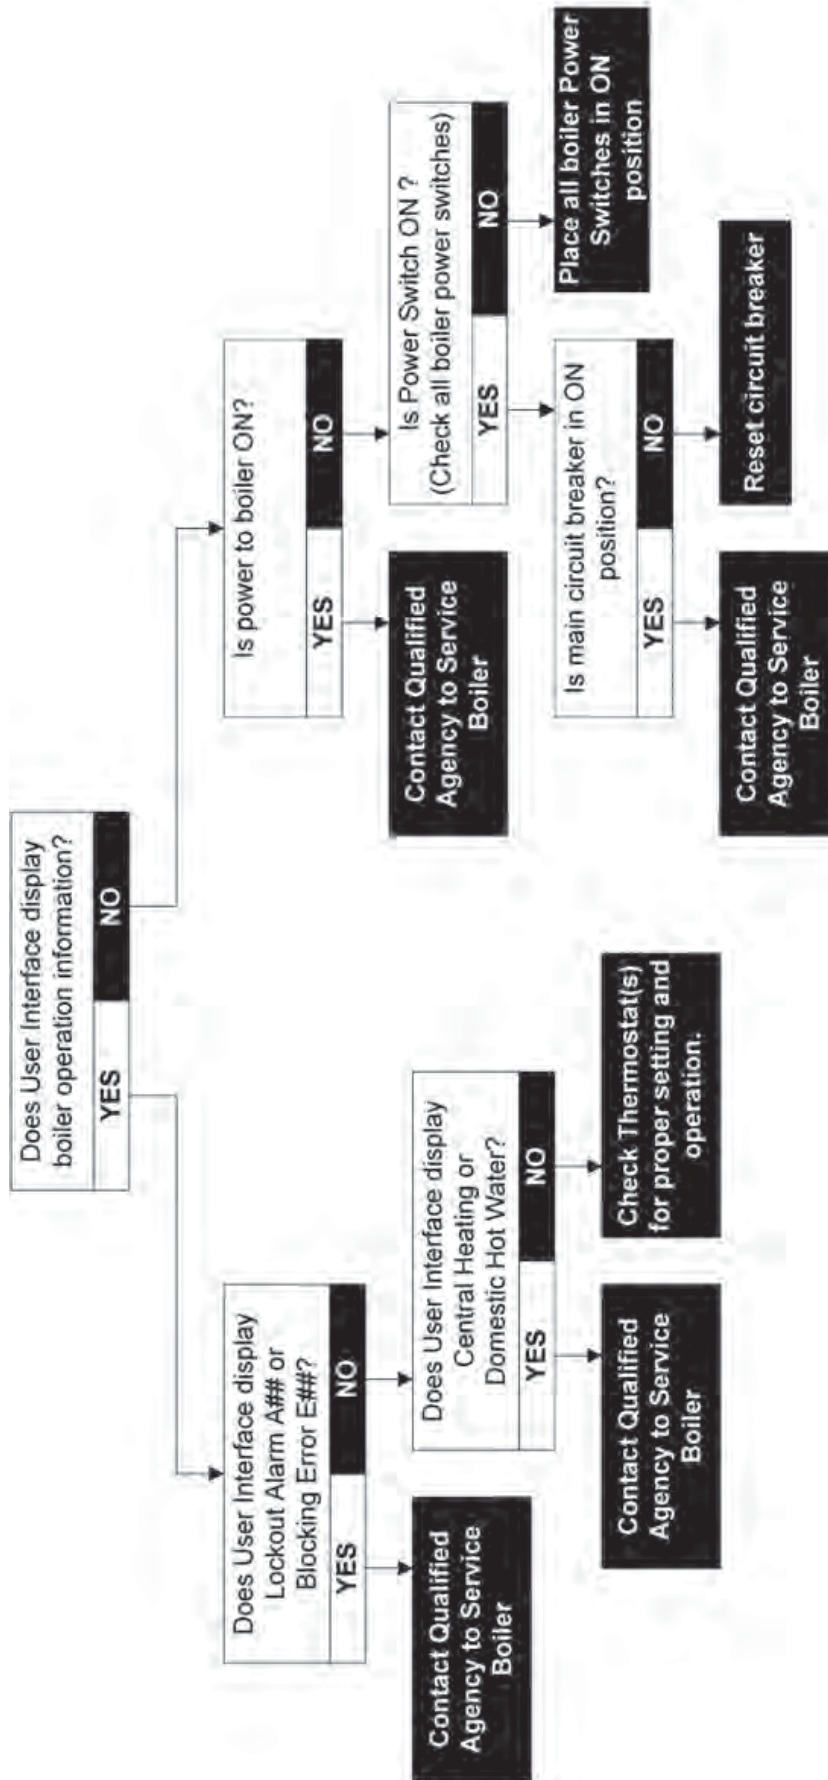 Does User Interface display
boiler operation information?
YES
NO
Does User Interface display
Lockout Alarm A## or
Blocking Error E##?
YES
NO
Contact Qualified
Agency to Service
Boiler
Does User Interface display
Central Heating or
Domestic Hot Water?
YES
NO
Contact Qualified
Agency to Service
Boiler
Check Thermostat(s)
for proper setting and
operation.
Is power to boiler ON?
YES
NO
Contact Qualified
Agency to Service
Boiler
Is Power Switch ON ?
(Check all boiler power switches)
YES
NO
Is main circuit breaker in ON
position?
YES
NO
Contact Qualified
Agency to Service
Boiler
Reset circuit breaker
Place all boiler Power
Switches in ON
position